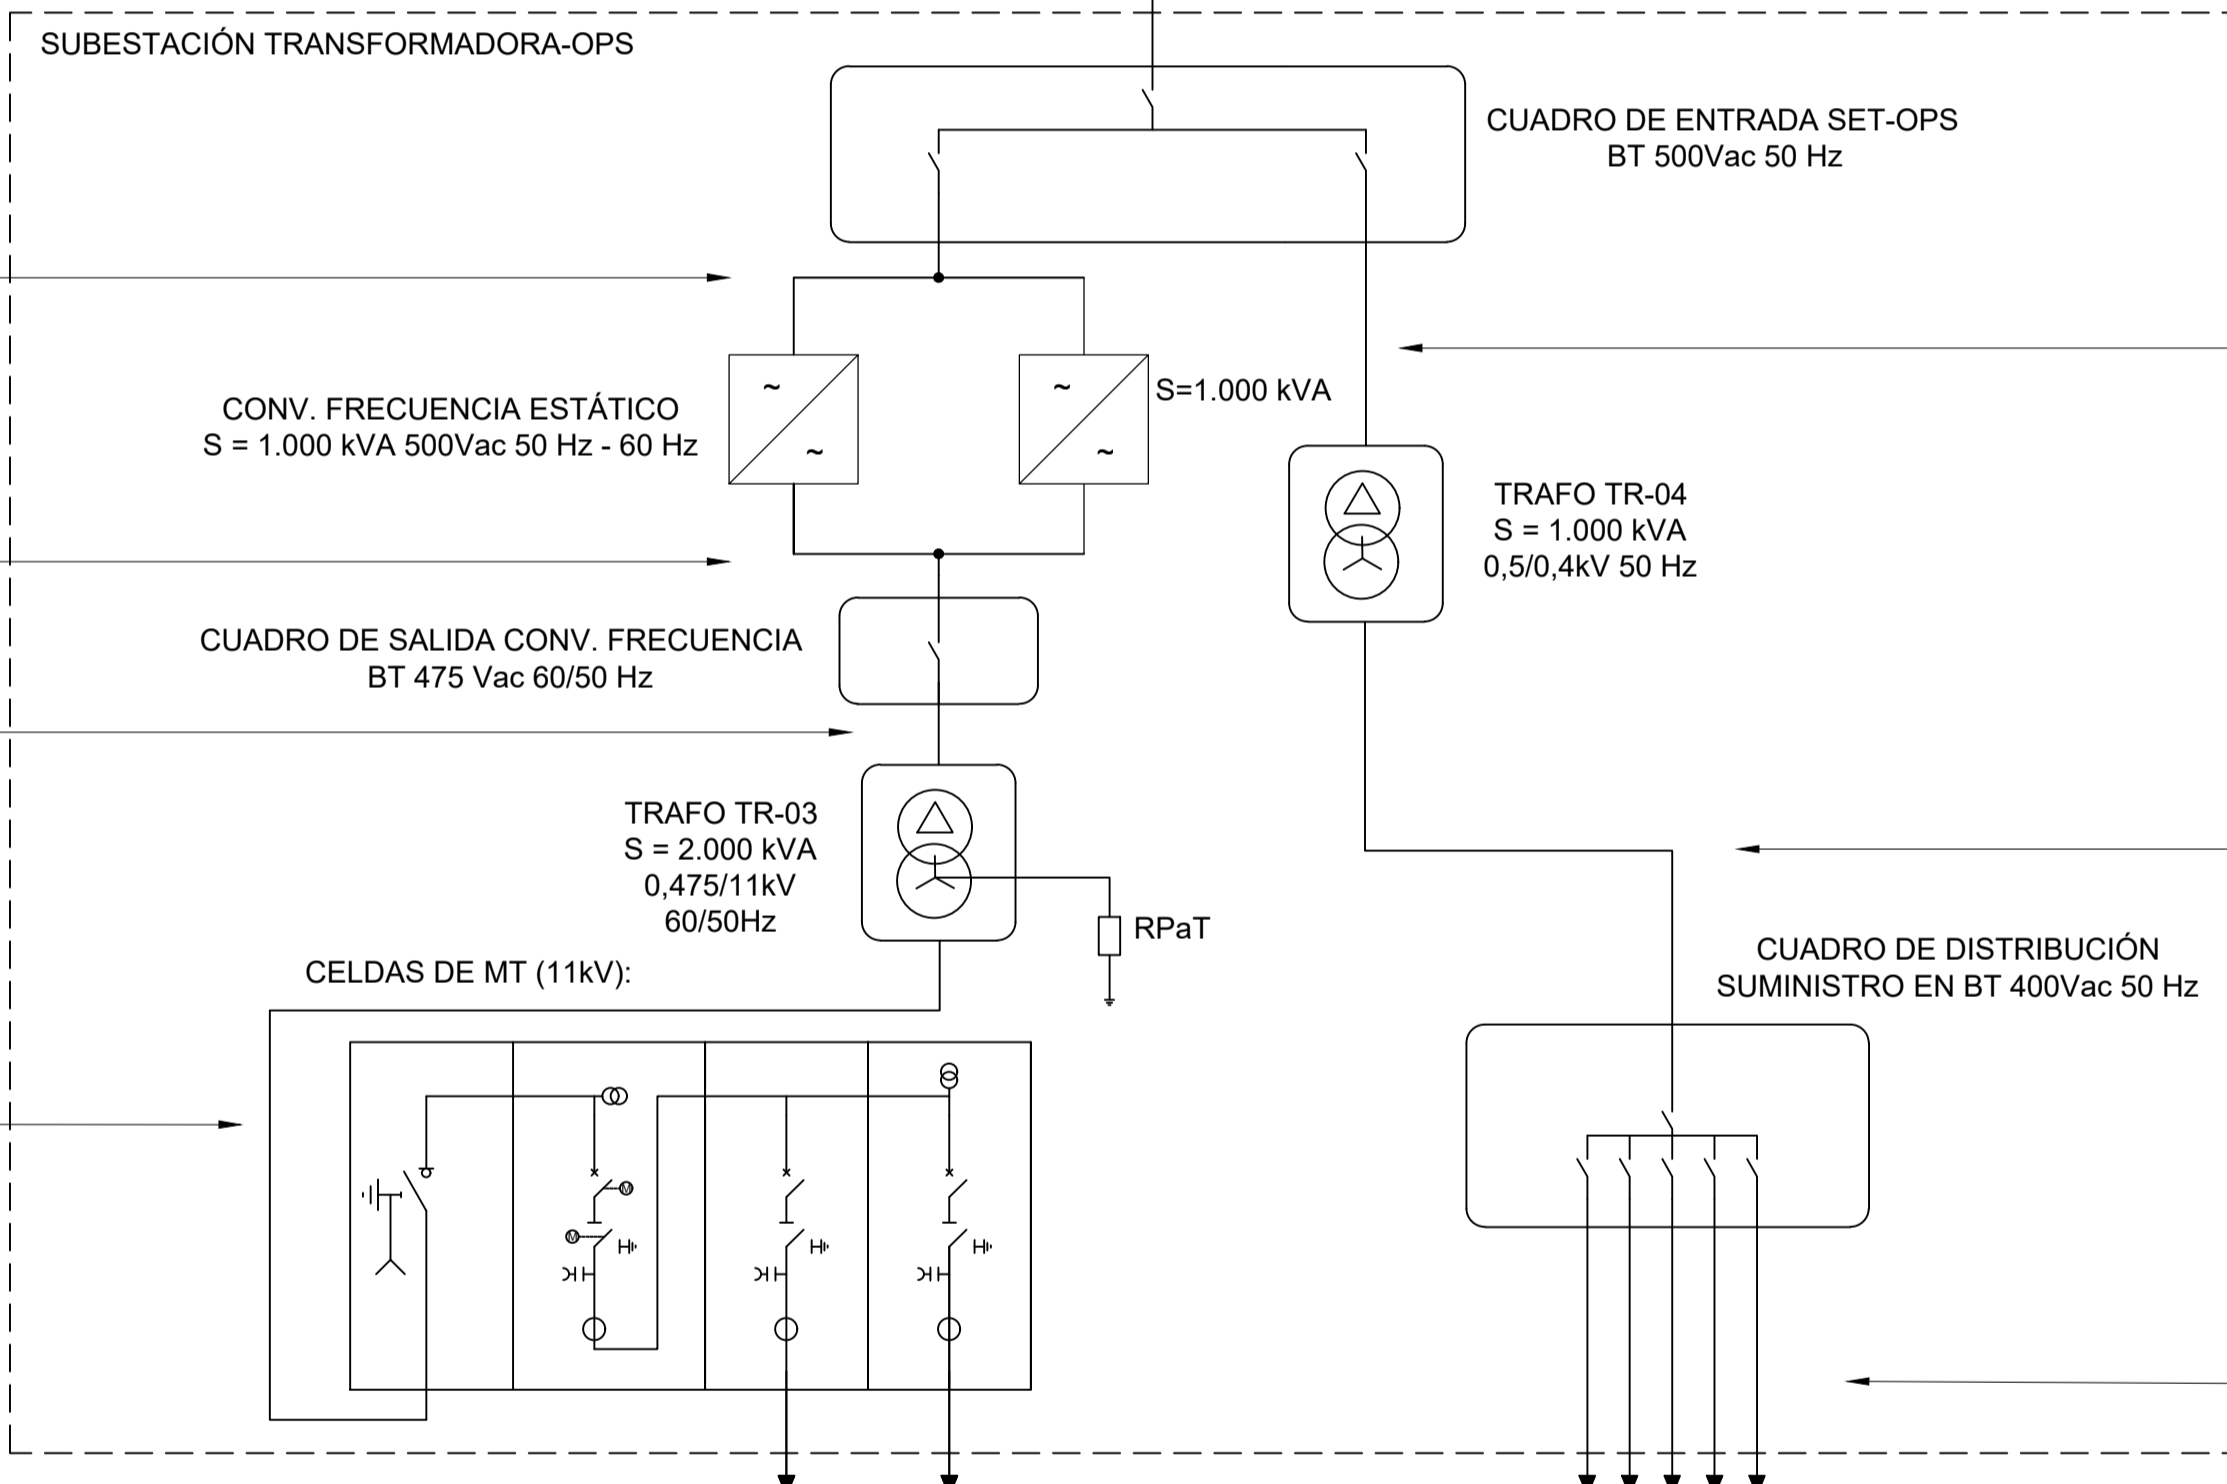 SUBESTACIÓN TRANSFORMADORA-OPS
CUADRO DE ENTRADA SET-OPS
BT 500Vac 50 Hz
CONV. FRECUENCIA ESTÁTICO
S = 1.000 kVA 500Vac 50 Hz - 60 Hz
~
~
~
~
S=1.000 kVA
TRAFO TR-04
S = 1.000 kVA
0,5/0,4kV 50 Hz
CUADRO DE SALIDA CONV. FRECUENCIA
BT 475 Vac 60/50 Hz
TRAFO TR-03
S = 2.000 kVA
0,475/11kV
60/50Hz
RPaT
CELDAS DE MT (11kV):
CUADRO DE DISTRIBUCIÓN
SUMINISTRO EN BT 400Vac 50 Hz
M
M